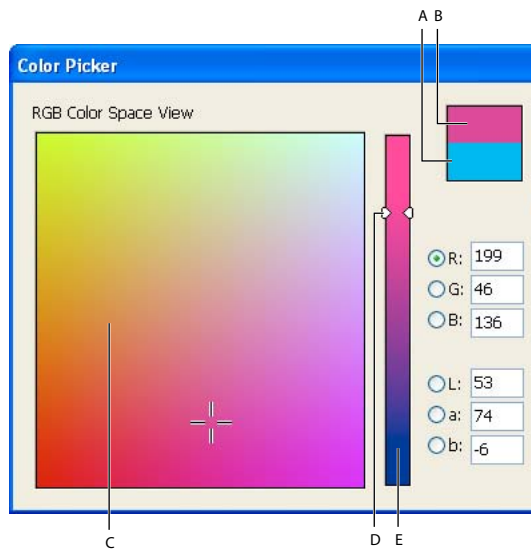 A B
Color Picker
RGB Color Space View
R: 199
G: 46
B: 136
L: 53
a: 74
b: -6
C
D E